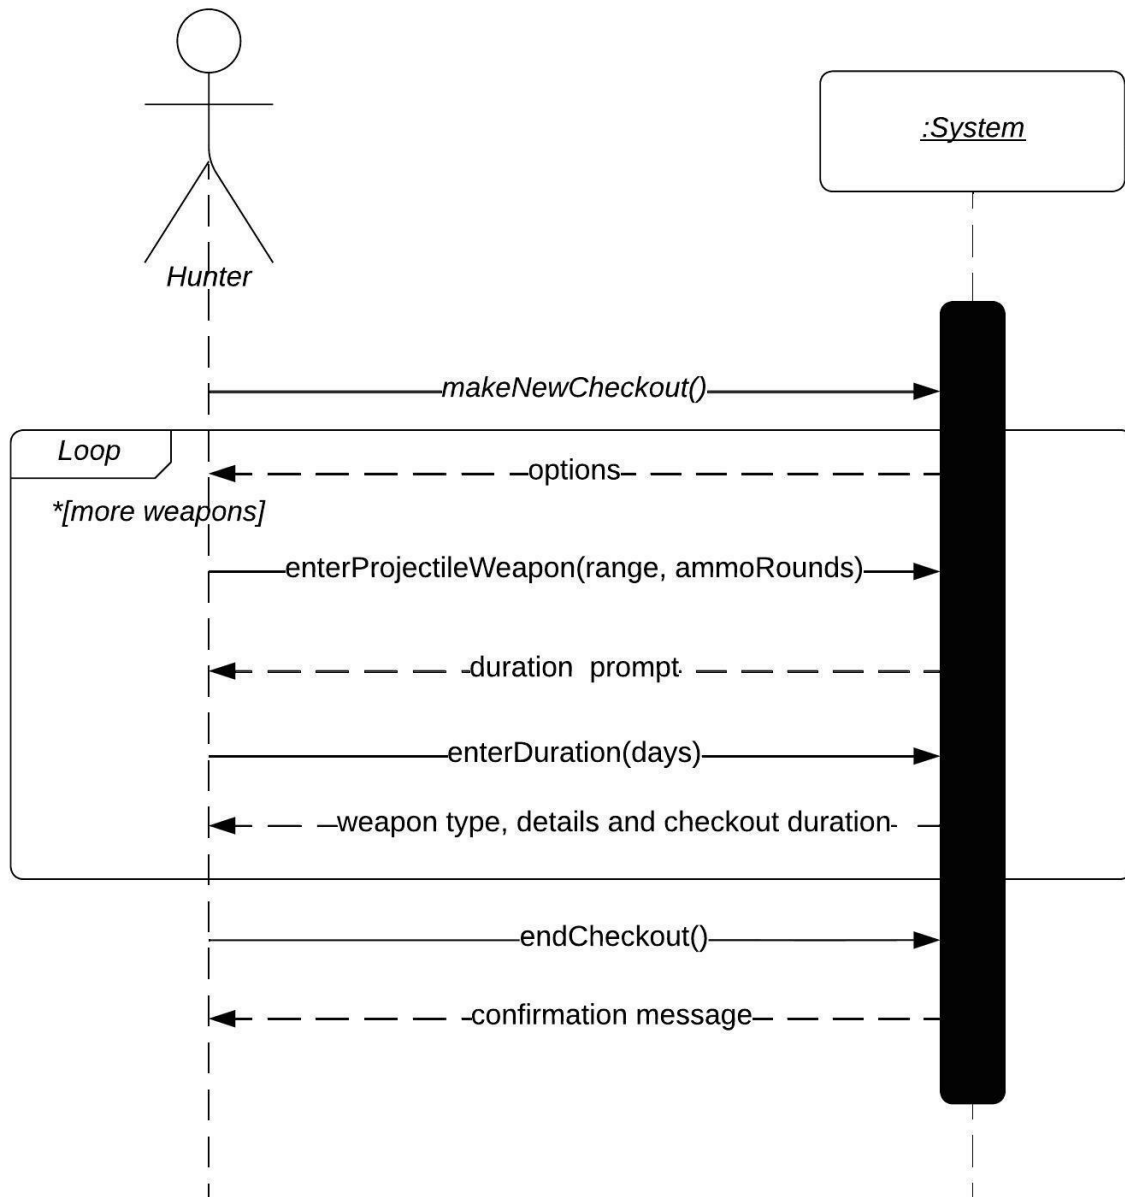 :System
Hunter
makeNewCheckout()
Loop
options
*[more weapons]
enterProjectileWeapon(range, ammoRounds)
duration  prompt
enterDuration(days)
weapon type, details and checkout duration
endCheckout()
confirmation message